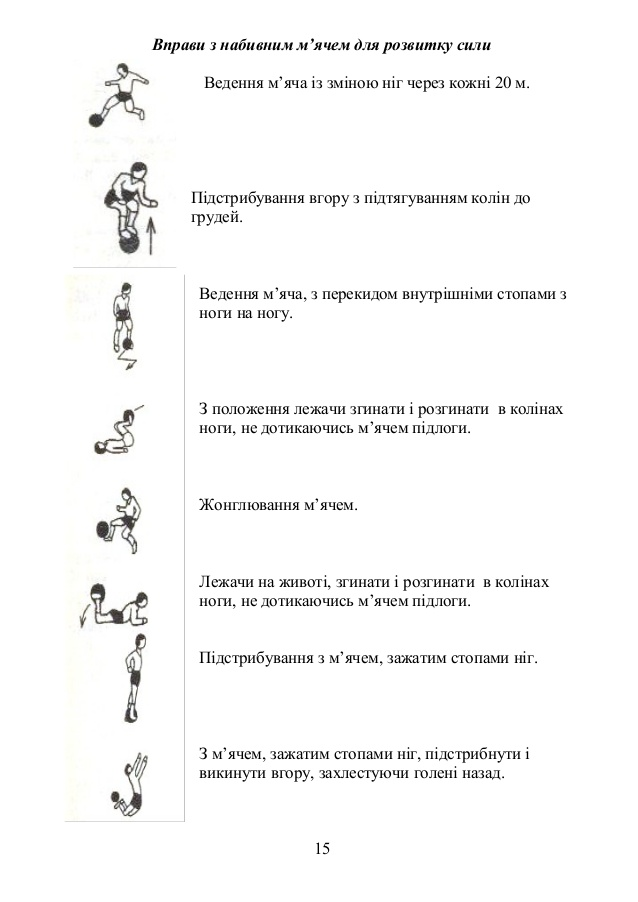 Вправи з набивним м’ячем для розвитку сили
Ведення м’яча із зміною ніг через кожні 20 м.
Підстрибування вгору з підтягуванням колін до
грудей.
Ведення м’яча, з перекидом внутрішніми стопами з
ноги на ногу.
З положення лежачи згинати і розгинати  в колінах
ноги, не дотикаючись м’ячем підлоги.
Жонглювання м’ячем.
Лежачи на животі, згинати і розгинати  в колінах
ноги, не дотикаючись м’ячем підлоги.
Підстрибування з м’ячем, зажатим стопами ніг.
З м’ячем, зажатим стопами ніг, підстрибнути і
викинути вгору, захлестуючи голені назад.
15